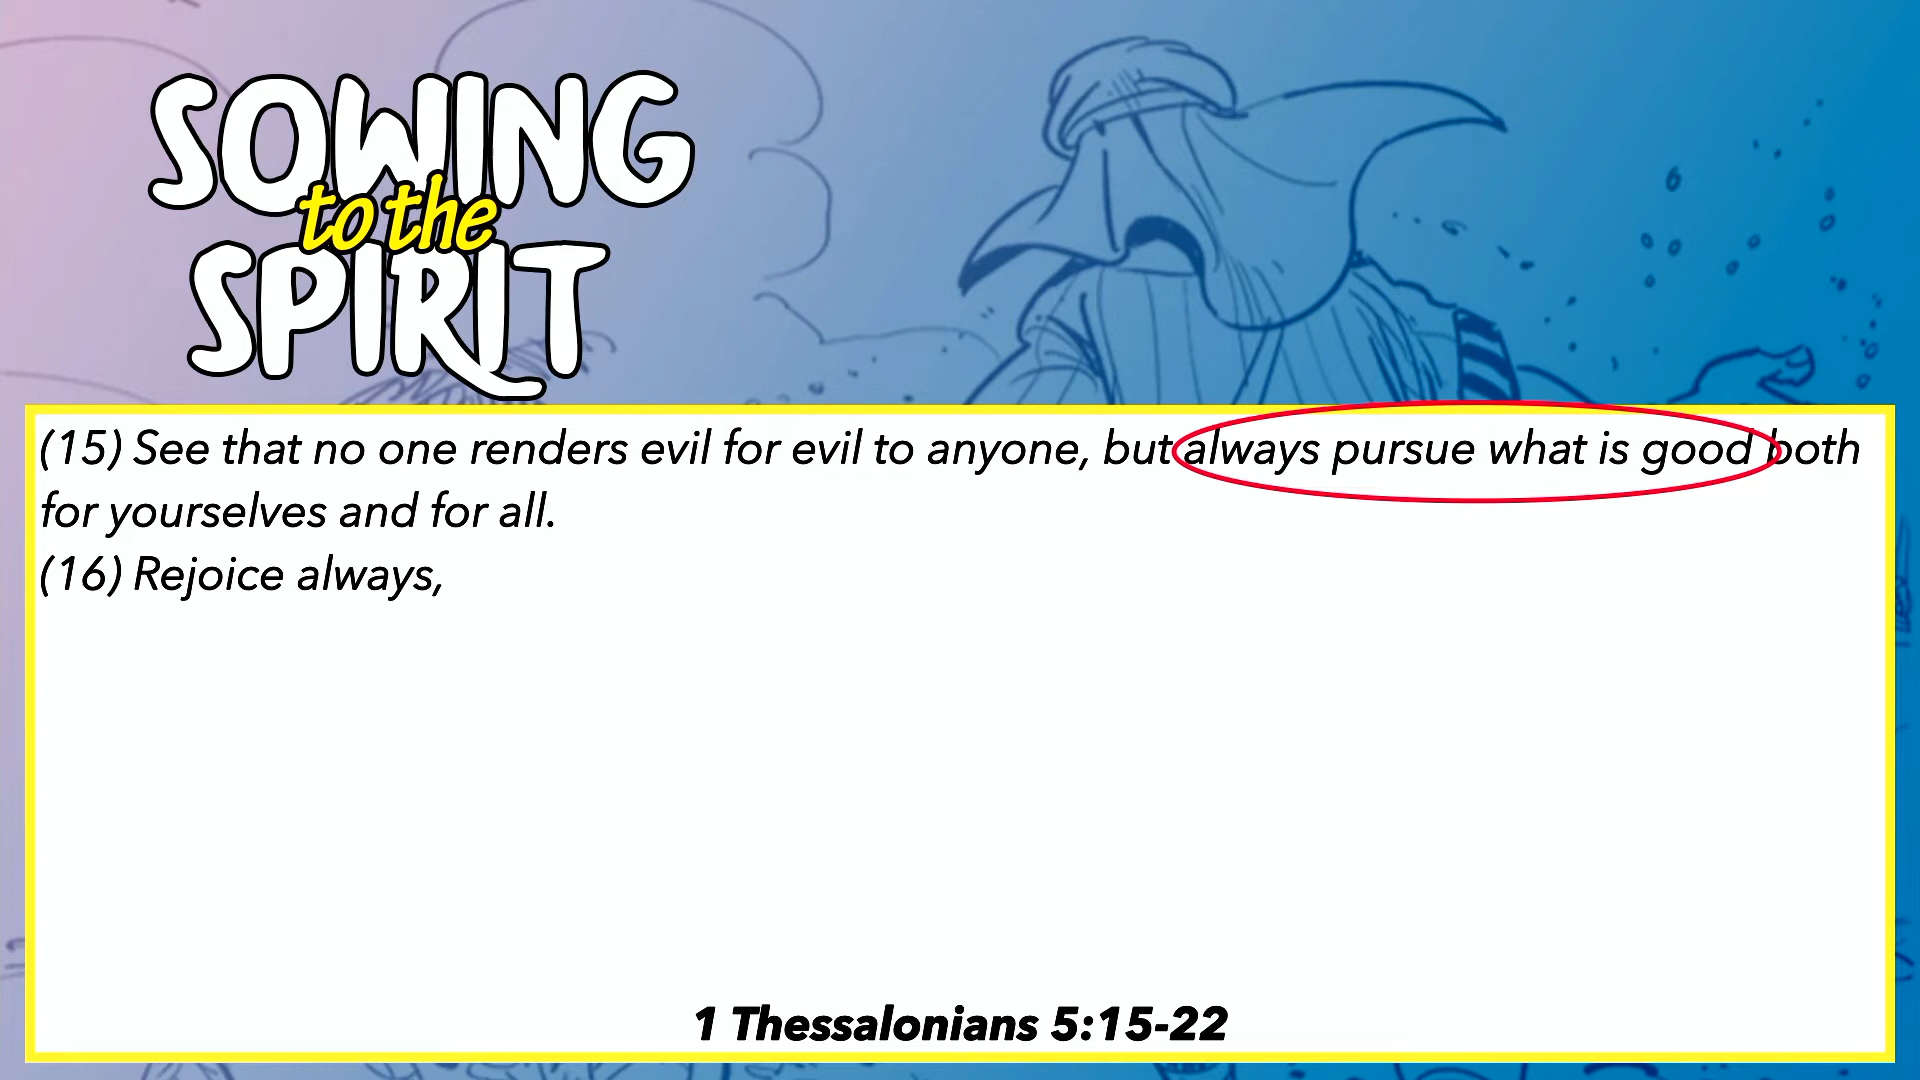 SOWING
to the
SPIRIT
(15) See that no one renders evil for evil to anyone, but always pursue what is good both
for yourselves and for all.
(16) Rejoice always,
1 Thessalonians 5:15-22